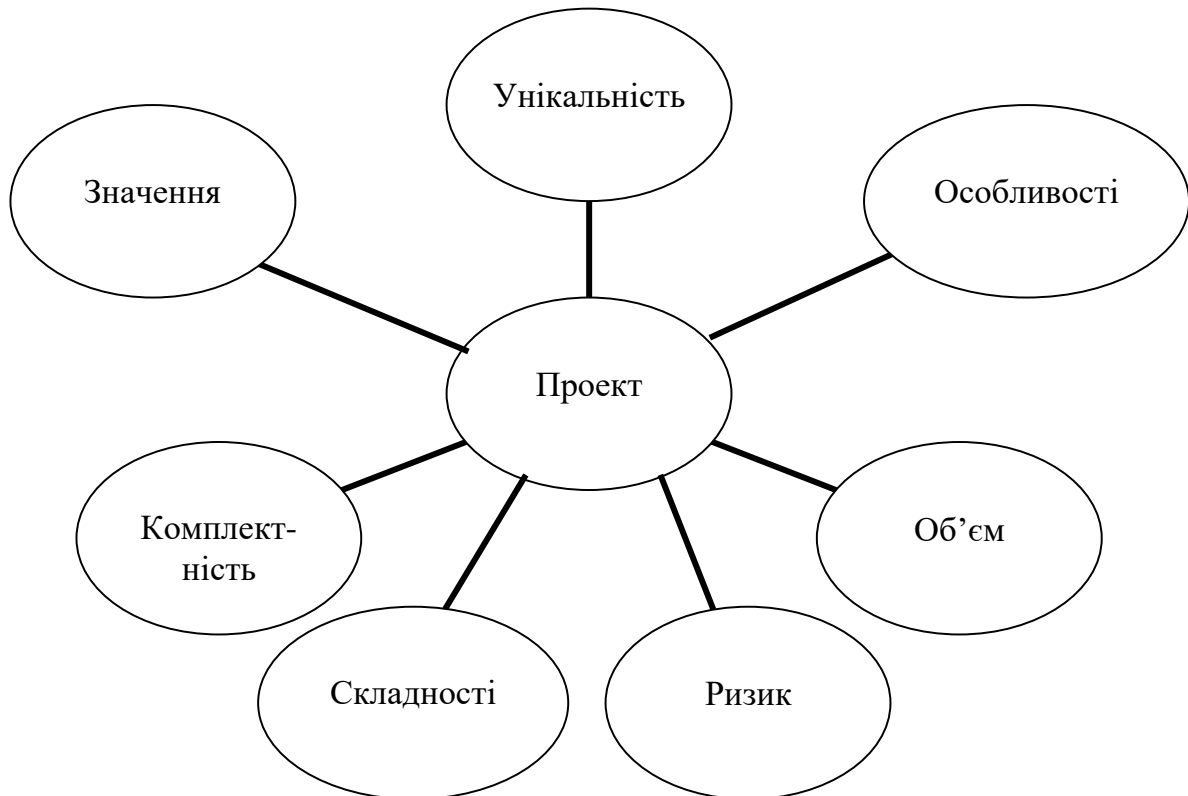 Унікальність
Значення
Особливості
Проект
Комплект-
ність
Об’єм
Складності
Ризик